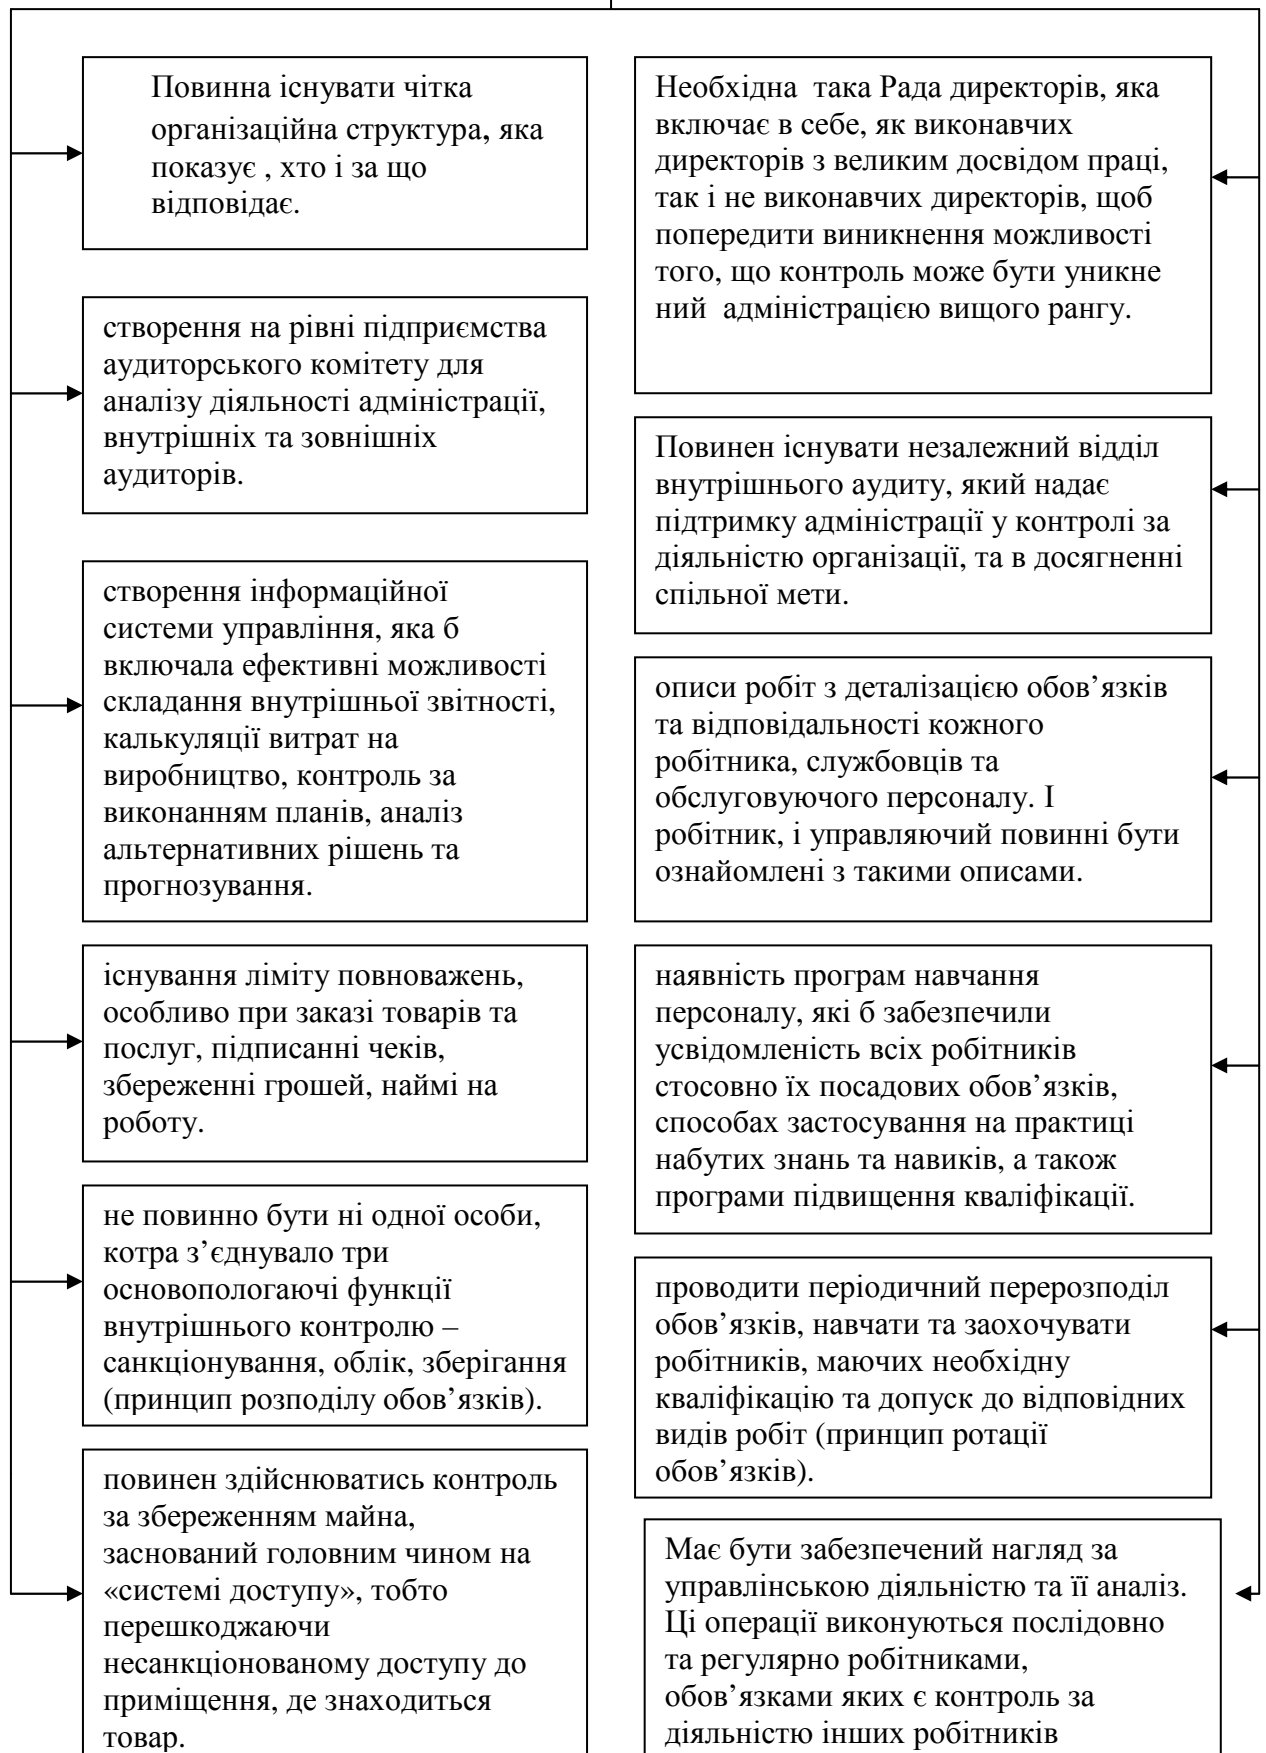 Повинна існувати чітка
організаційна структура, яка
показує , хто і за що
відповідає.
створення на рівні підприємства
аудиторського комітету для
аналізу діяльності адміністрації,
внутрішніх та зовнішніх
аудиторів.
створення інформаційної
системи управління, яка б
включала ефективні можливості
складання внутрішньої звітності,
калькуляції витрат на
виробництво, контроль за
виконанням планів, аналіз
альтернативних рішень та
прогнозування.
існування ліміту повноважень,
особливо при заказі товарів та
послуг, підписанні чеків,
збереженні грошей, наймі на
роботу.
не повинно бути ні одної особи,
котра з’єднувало три
основопологаючі функції
внутрішнього контролю –
санкціонування, облік, зберігання
(принцип розподілу обов’язків).
повинен здійснюватись контроль
за збереженням майна,
заснований головним чином на
«системі доступу», тобто
перешкоджаючи
несанкціонованому доступу до
приміщення, де знаходиться
товар.
Необхідна  така Рада директорів, яка
включає в себе, як виконавчих
директорів з великим досвідом праці,
так і не виконавчих директорів, щоб
попередити виникнення можливості
того, що контроль може бути уникне
ний  адміністрацією вищого рангу.
Повинен існувати незалежний відділ
внутрішнього аудиту, який надає
підтримку адміністрації у контролі за
діяльністю організації, та в досягненні
спільної мети.
описи робіт з деталізацією обов’язків
та відповідальності кожного
робітника, службовців та
обслуговуючого персоналу. І
робітник, і управляючий повинні бути
ознайомлені з такими описами.
наявність програм навчання
персоналу, які б забезпечили
усвідомленість всіх робітників
стосовно їх посадових обов’язків,
способах застосування на практиці
набутих знань та навиків, а також
програми підвищення кваліфікації.
проводити періодичний перерозподіл
обов’язків, навчати та заохочувати
робітників, маючих необхідну
кваліфікацію та допуск до відповідних
видів робіт (принцип ротації
обов’язків).
Має бути забезпечений нагляд за
управлінською діяльністю та її аналіз.
Ці операції виконуються послідовно
та регулярно робітниками,
обов’язками яких є контроль за
діяльністю інших робітників